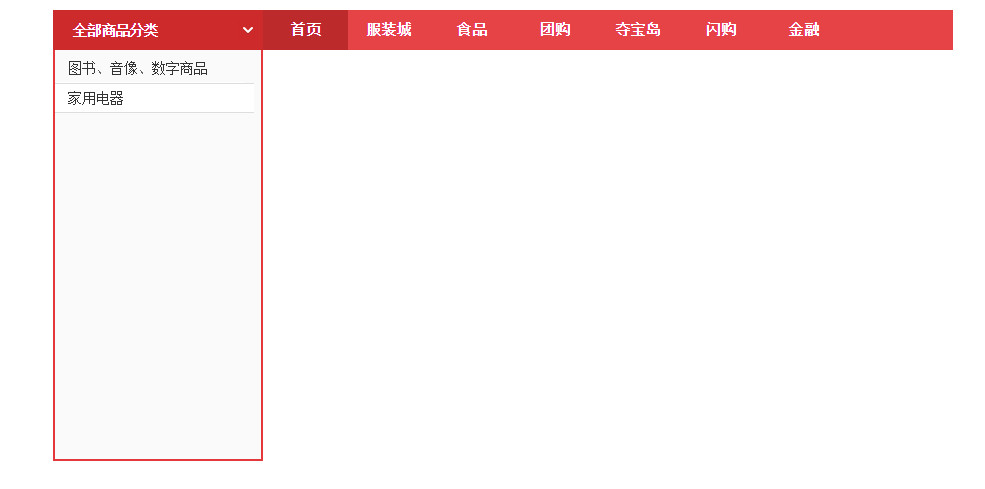 全部商品分类 首页 服装城 食品 团购 夺宝岛 闪购 金融
图书、音像、数字商品
家用电器